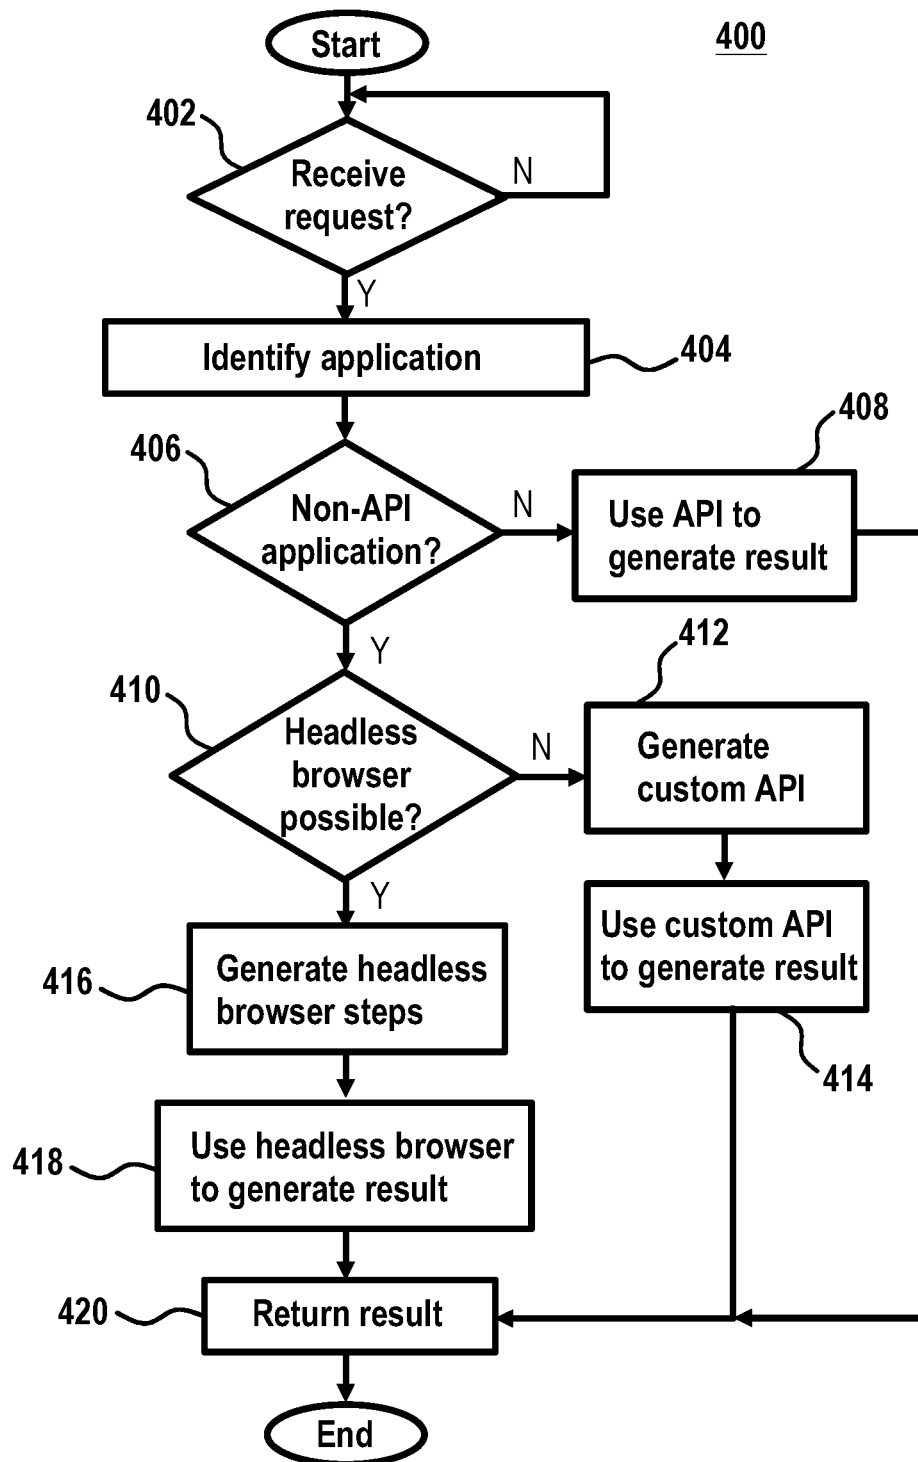 Start
400
402
Receive
request?
N
Y
Identify application
404
406
Non-API
application?
N
408
Use API to
generate result
Y
410
Headless
browser
possible?
N
412
Generate
custom API
Y
Use custom API
to generate result
414
416
Generate headless
browser steps
418
Use headless browser
to generate result
420
Return result
End